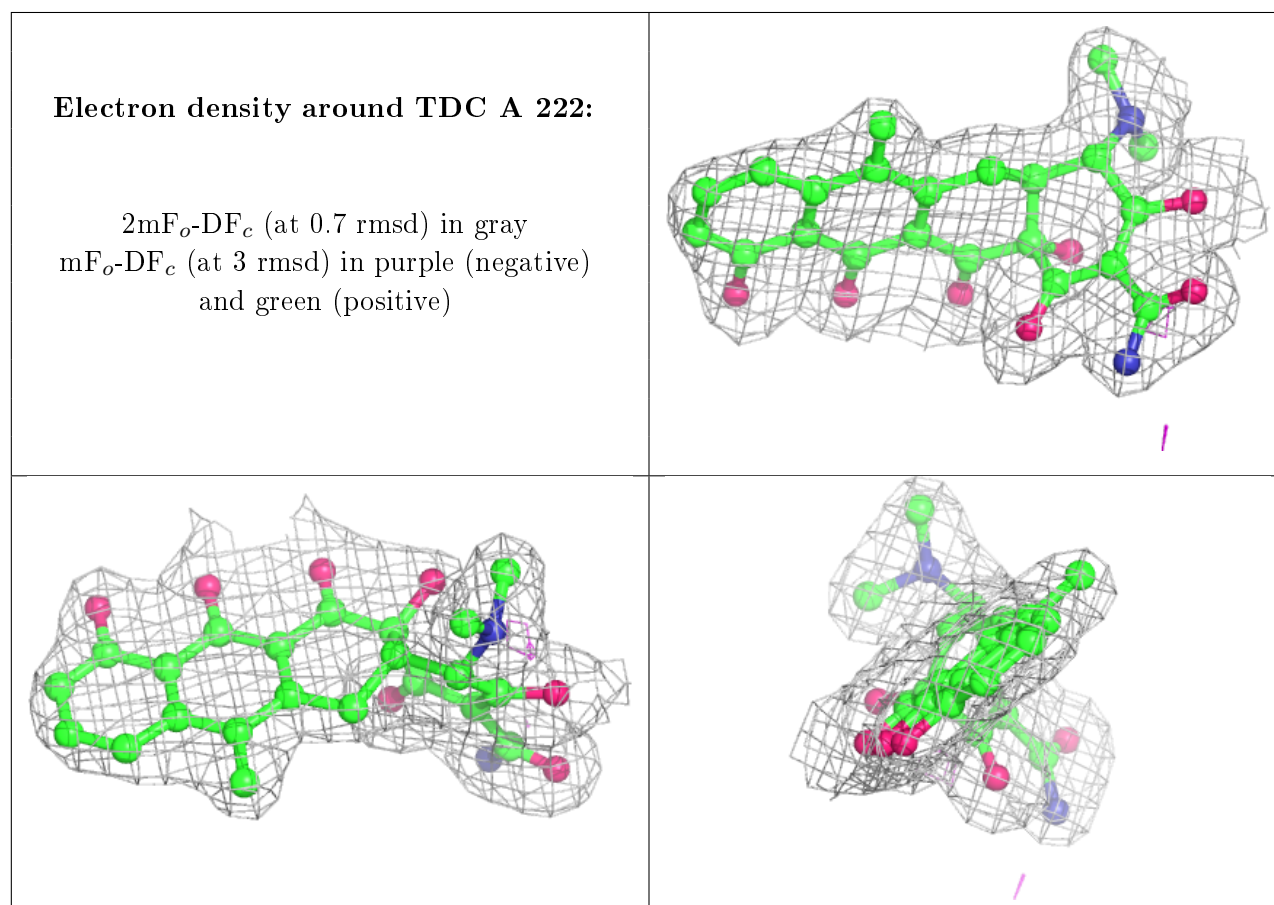 Electron density around TDC A 222:
2mFo-DFc (at 0.7 rmsd) in gray
mFo-DFc (at 3 rmsd) in purple (negative)
and green (positive)